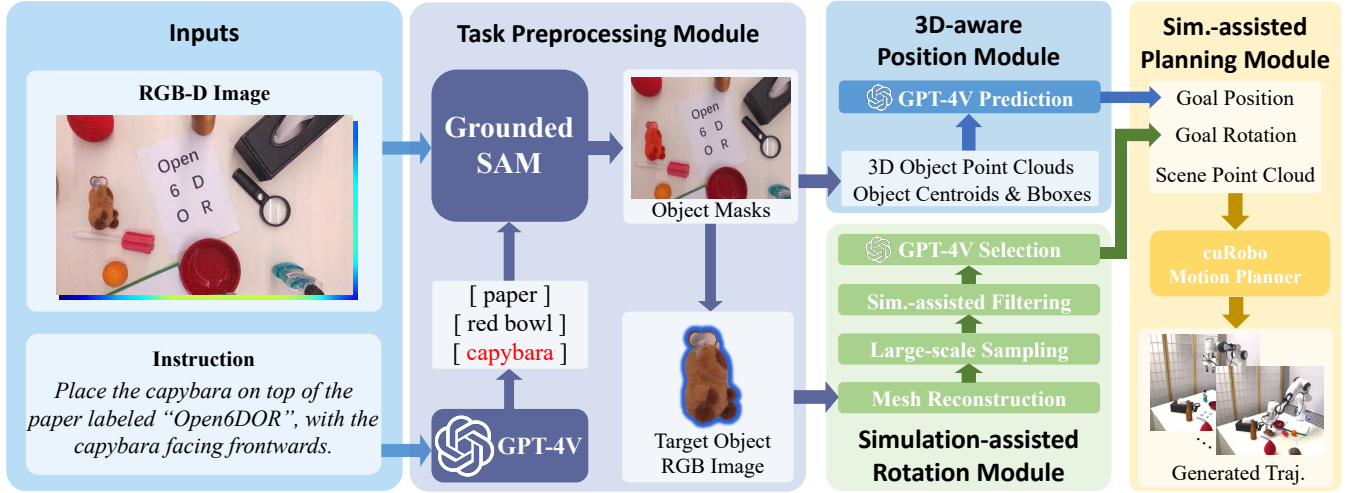 Inputs
RGB-D Image
Open
6 D
O R
Instruction
Place the capybara on top of the
paper labeled “Open6DOR”, with the
capybara facing frontwards.
Task Preprocessing Module
Grounded
SAM
Open
6 D
O R
Object Masks
[ paper ]
[ red bowl ]
[ capybara ]
GPT-4V
Target Object
RGB Image
3D-aware
Position Module
GPT-4V Prediction
3D Object Point Clouds
Object Centroids & Bboxes
GPT-4V Selection
Sim.-assisted Filtering
Large-scale Sampling
Mesh Reconstruction
Simulation-assisted
Rotation Module
Sim.-assisted
Planning Module
Goal Position
Goal Rotation
Scene Point Cloud
cuRobo
Motion Planner
Generated Traj.